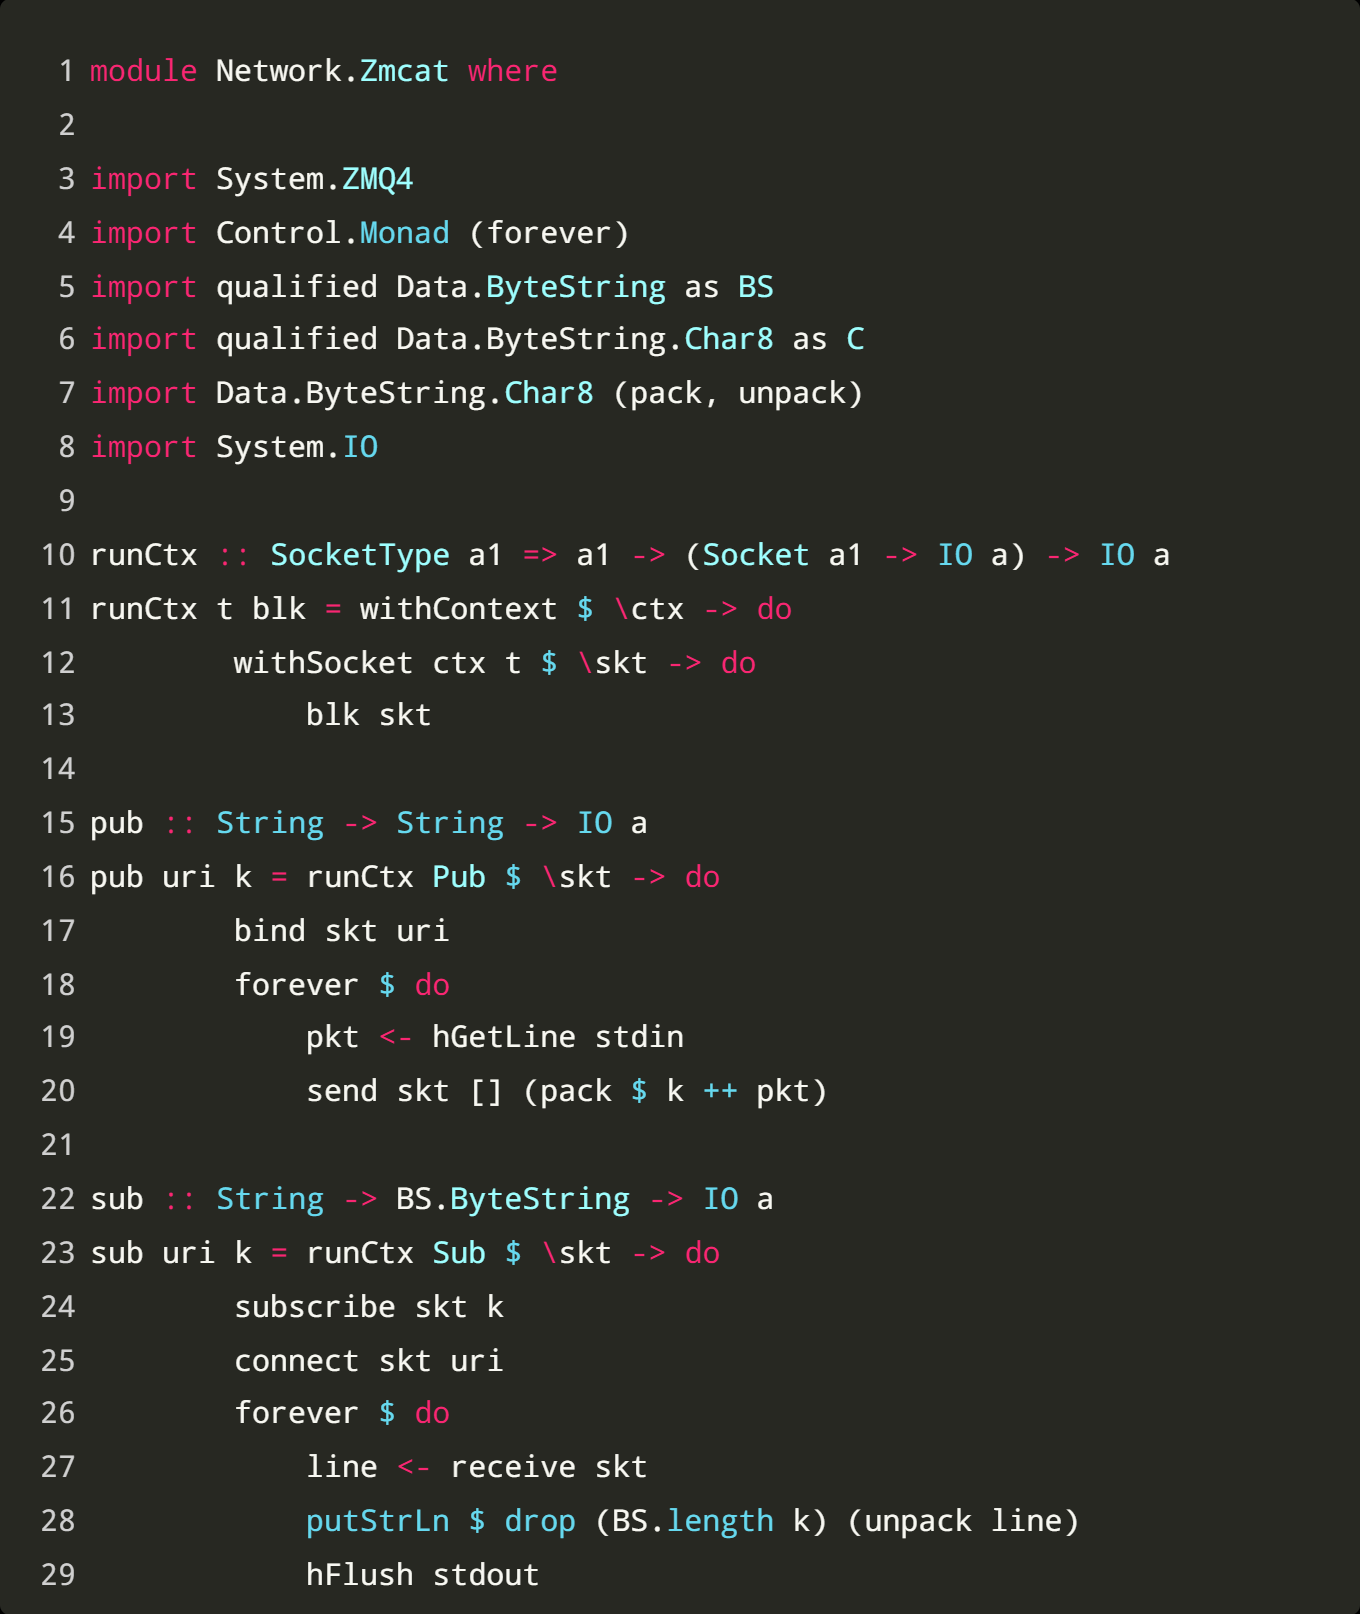 1 module Network.Zmcat where
2
3 import System.ZMQ4
4 import Control.Monad (forever)
5 import qualified Data.ByteString as BS
6 import qualified Data.ByteString.Char8 as C
7 import Data.ByteString.Char8 (pack, unpack)
8 import System.IO
9
10 runCtx :: SocketType a1 => a1 -> (Socket a1 -> IO a) -> IO a
11 runCtx t blk = withContext $ \ctx -> do
12         withSocket ctx t $ \skt -> do
13             blk skt
14
15 pub :: String -> String -> IO a
16 pub uri k = runCtx Pub $ \skt -> do
17         bind skt uri
18         forever $ do
19             pkt <- hGetLine stdin
20             send skt [] (pack $ k ++ pkt)
21
22 sub :: String -> BS.ByteString -> IO a
23 sub uri k = runCtx Sub $ \skt -> do
24         subscribe skt k
25         connect skt uri
26         forever $ do
27             line <- receive skt
28             putStrLn $ drop (BS.length k) (unpack line)
29             hFlush stdout